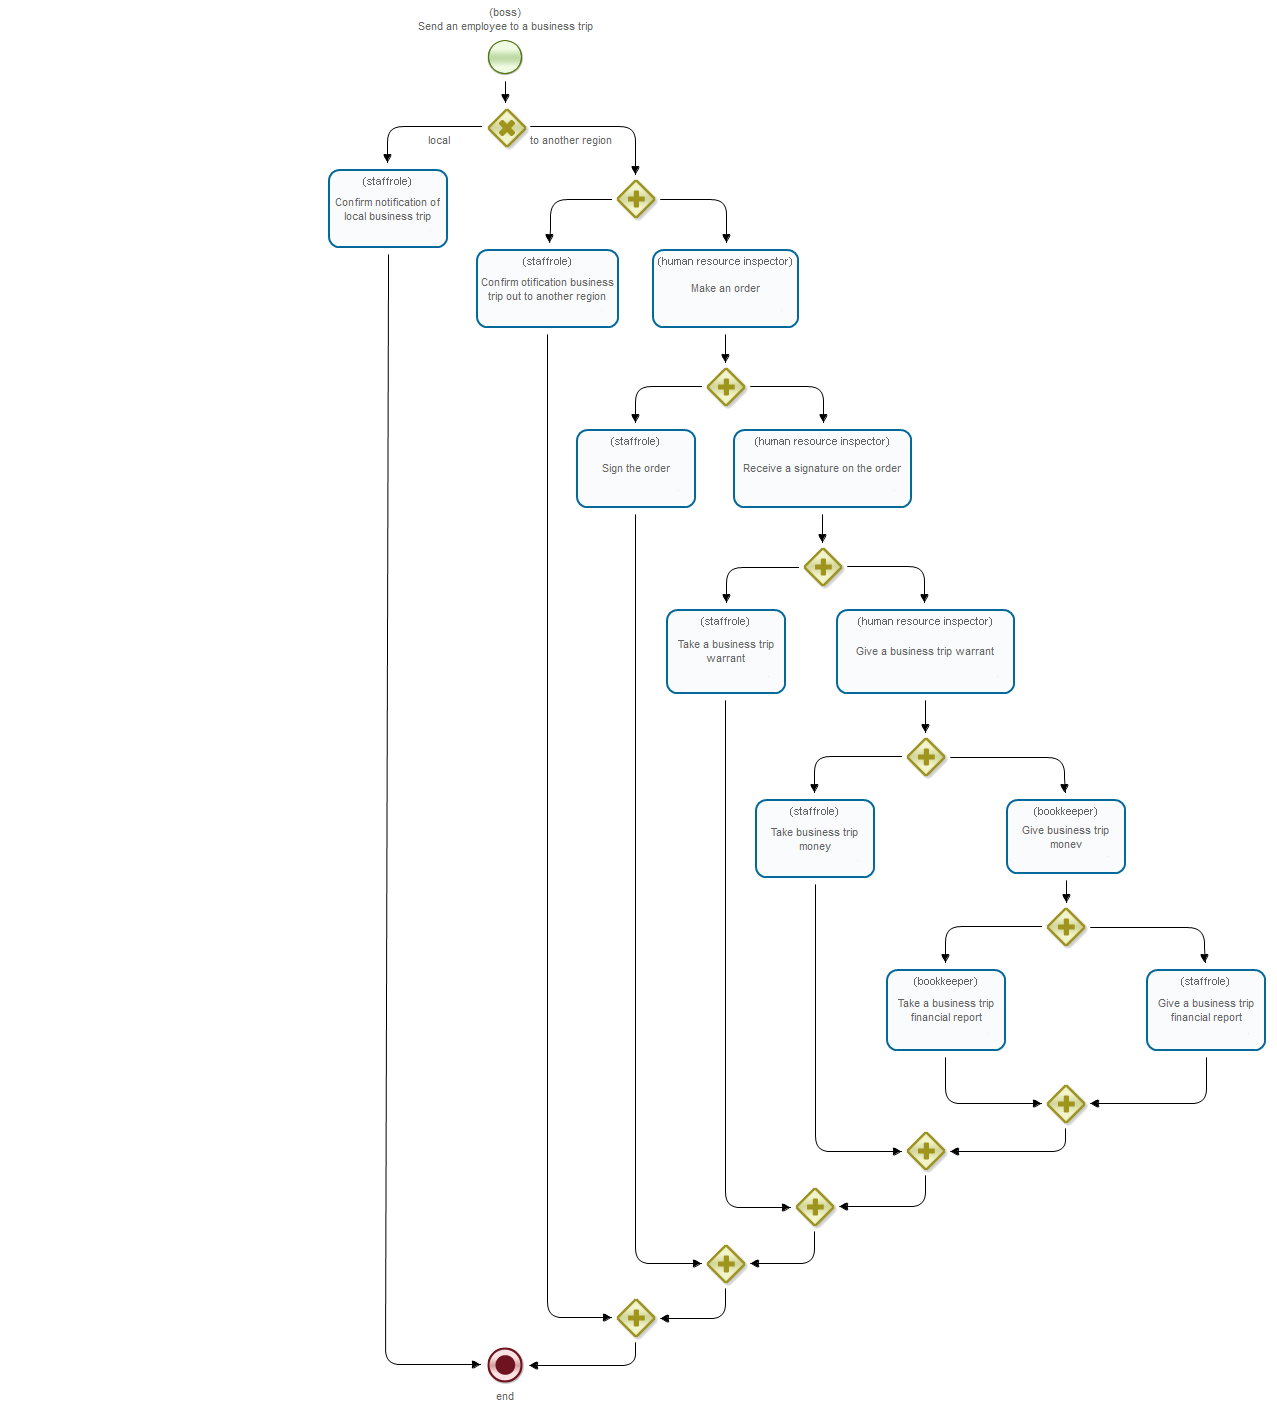 (boss)
Send an employee to a business trip
local
to another region
(staffrole)
Confirm notification of
local business trip
(staffrole)
Confirm otification business
trip out to another region
(human resource inspector)
Make an order
(staffrole)
Sign the order
(human resource inspector)
Receive a signature on the order
(staffrole)
Take a business trip
warrant
(human resource inspector)
Give a business trip warrant
(staffrole)
Take business trip
money
(bookkeeper)
Give business trip
money
(bookkeeper)
Take a business trip
financial report
(staffrole)
Give a business trip
financial report
end